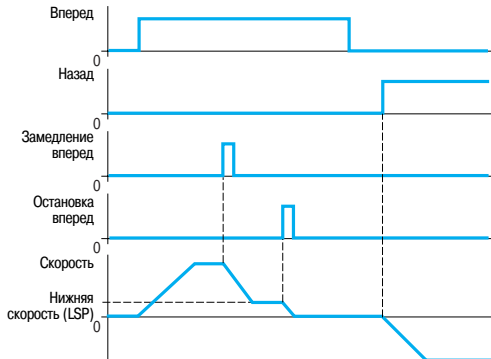 Вперед
0
Назад
0
Замедление
вперед
0
Остановка
вперед
0
Скорость
Нижняя
скорость (LSP)
0